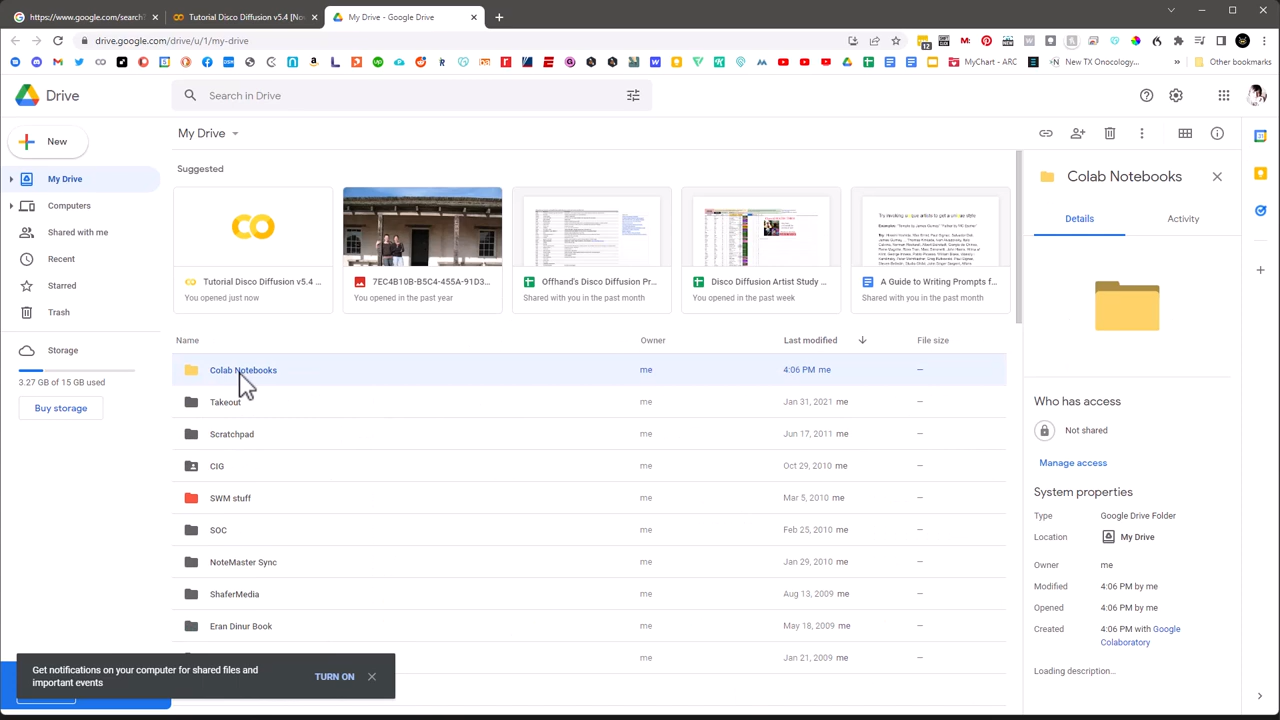 https://www.google.com/search?
Tutorial Disco Diffusion v5.4 [No
My Drive - Google Drive
drive.google.com/drive/u/1/my-drive
MyChart - ARC
New TX Onocology...
Other bookmarks
Drive
Search in Drive
New
My Drive
Computers
Shared with me
Recent
Starred
Trash
Storage
3.27 GB of 15 GB used
Buy storage
My Drive
Suggested
Tutorial Disco Diffusion v5.4 ...
You opened just now
7EC4B10B-B5C4-455A-91D3...
You opened in the past year
Offhand's Disco Diffusion Pr...
Shared with you in the past month
Disco Diffusion Artist Study ...
You opened in the past week
A Guide to Writing Prompts f...
Shared with you in the past month
Name Owner Last modified File size
Colab Notebooks me 4:06 PM me –
Takeout me Jan 31, 2021 me –
Scratchpad me Jun 17, 2011 me –
CIG me Oct 29, 2010 me –
SWM stuff me Mar 5, 2010 me –
SOC me Feb 25, 2010 me –
NoteMaster Sync me Jan 29, 2010 me –
ShaferMedia me Aug 13, 2009 me –
Eran Dinur Book me May 18, 2009 me –
me Jan 21, 2009 me –
Get notifications on your computer for shared files and
important events
TURN ON
Colab Notebooks
Details Activity
Who has access
Not shared
Manage access
System properties
Type Google Drive Folder
Location My Drive
Owner me
Modified 4:06 PM by me
Opened 4:06 PM by me
Created 4:06 PM with Google
Colaboratory
Loading description...